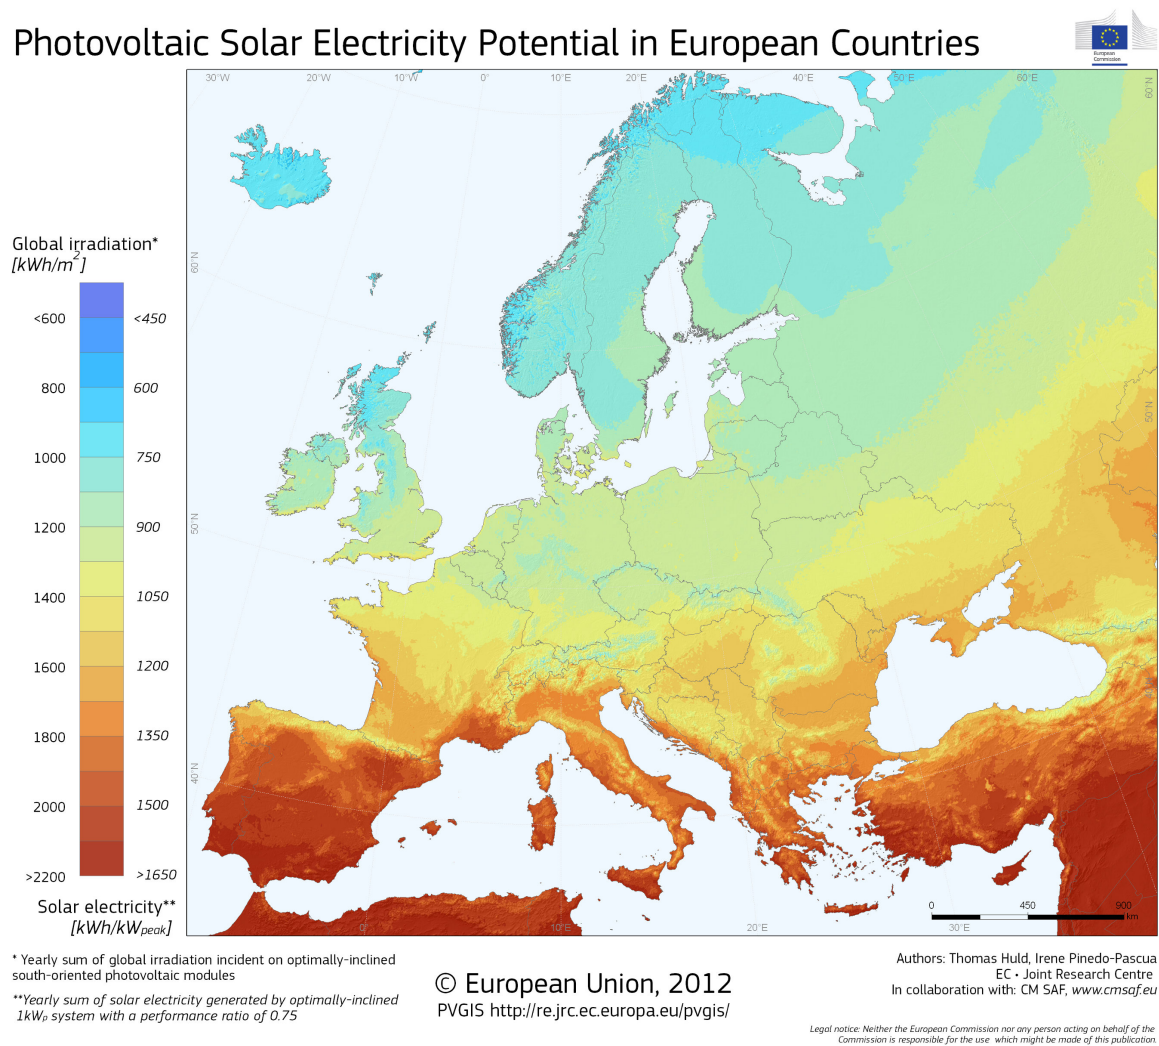 Photovoltaic Solar Electricity Potential in European Countries
European
Commission
30°W 20°W 10°W 0° 10°E 20°E 30°E 40°E 50°E 60°E
60°N
60°N
50°N
50°N
40°N
Global irradiation*
[kWh/m2]
<600 <450
800 600
1000 750
1200 900
1400 1050
1600 1200
1800 1350
2000 1500
>2200 >1650
Solar electricity**
[kWh/kWpeak]
0 450 900
km
0° 10°E 20°E 30°E
* Yearly sum of global irradiation incident on optimally-inclined
south-oriented photovoltaic modules
**Yearly sum of solar electricity generated by optimally-inclined
1kWp system with a performance ratio of 0.75
© European Union, 2012
PVGIS http://re.jrc.ec.europa.eu/pvgis/
Authors: Thomas Huld, Irene Pinedo-Pascua
EC • Joint Research Centre
In collaboration with: CM SAF, www.cmsaf.eu
Legal notice: Neither the European Commission nor any person acting on behalf of the
Commission is responsible for the use which might be made of this publication.